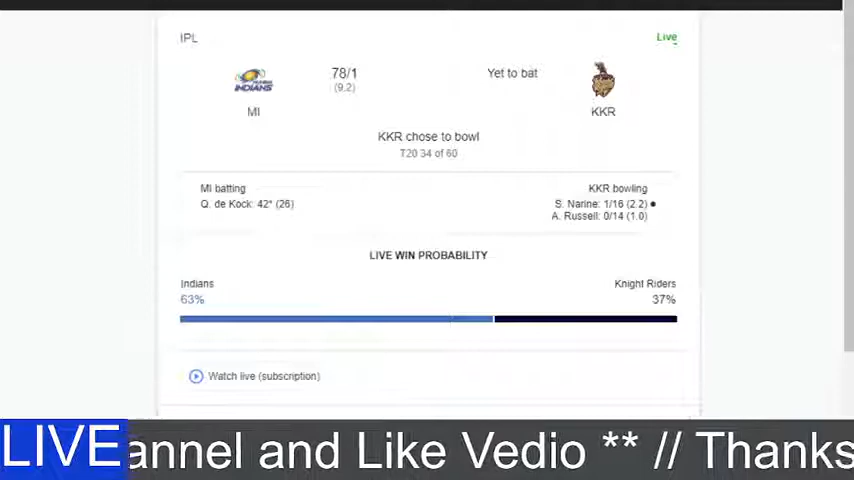 IPL
Live
78/1
(9.2)
Yet to bat
INDIANS
MI
KKR
KKR chose to bowl
T20 34 of 60
MI batting
KKR bowling
Q. de Kock: 42* (26)
S. Narine: 1/16 (2.2)
A. Russell: 0/14 (1.0)
LIVE WIN PROBABILITY
Indians
Knight Riders
63%
37%
Watch live (subscription)
LIVE annel and Like Vedio ** // Thanks